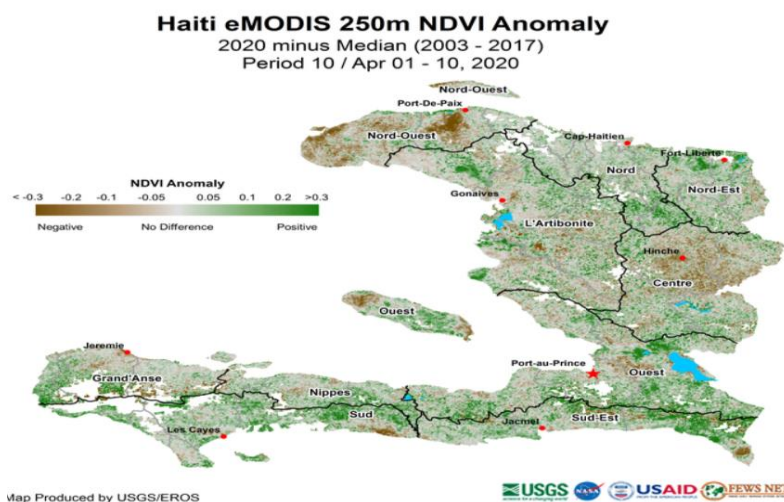 Haiti eMODIS 250m NDVI Anomaly
2020 minus Median (2003 - 2017)
Period 10 / Apr 01 - 10, 2020
Nord-Ouest
Port-De-Paix
Nord-Ouest
Cap-Haitien
Fort-Liberte
Nord
Nord-Est
NDVI Anomaly
< -0.3 -0.2 -0.1 -0.05 0.05 0.1 0.2 >0.3
Negative No Difference Positive
Gonaives
L'Artibonite
Hinche
Centre
Ouest
Jeremie
Port-au-Prince
Ouest
Grand'Anse
Nippes
Sud
Sud-Est
Les Cayes
Jacmel
Map Produced by USGS/EROS
USGS
NASA
USAID
FEWS NE